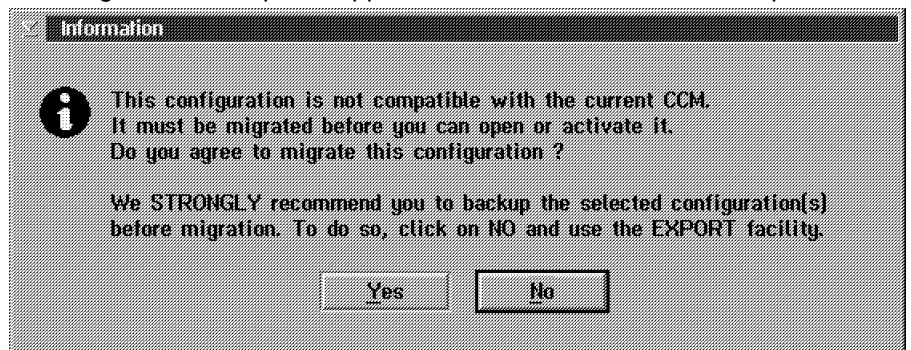 Information
This configuration is not compatible with the current CCM.
It must be migrated before you can open or activate it.
Do you agree to migrate this configuration ?
We STRONGLY recommend you to backup the selected configuration(s)
before migration. To do so, click on NO and use the EXPORT facility.
Yes No